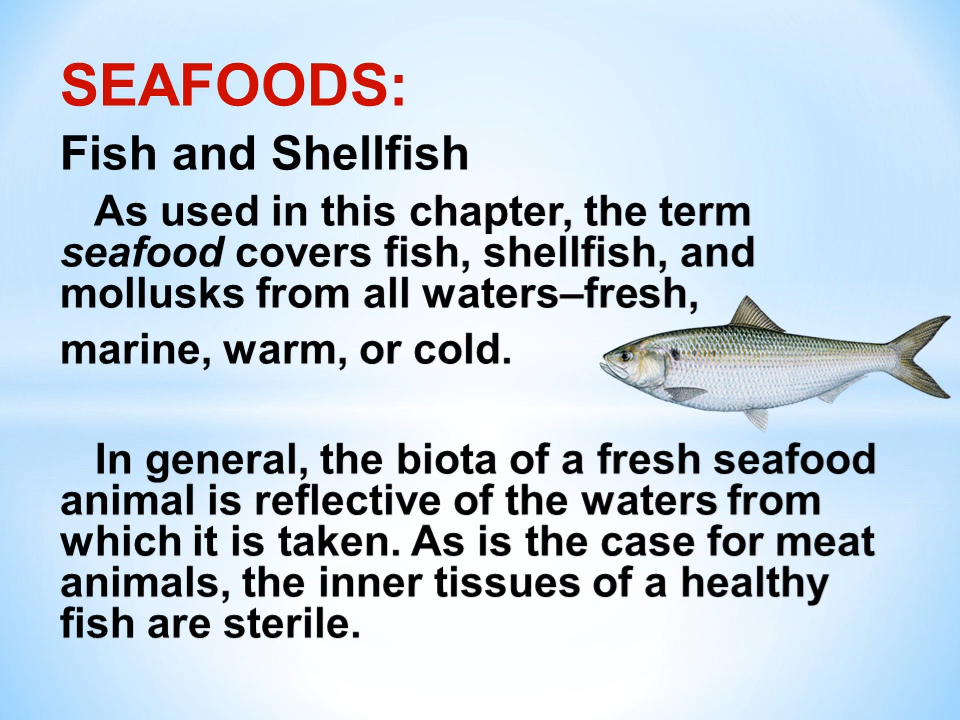 SEAFOODS:
Fish and Shellfish
As used in this chapter, the term
seafood covers fish, shellfish, and
mollusks from all waters–fresh,
marine, warm, or cold.
In general, the biota of a fresh seafood
animal is reflective of the waters from
which it is taken. As is the case for meat
animals, the inner tissues of a healthy
fish are sterile.